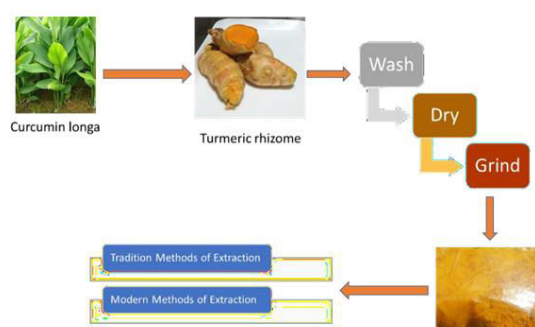 Curcumin longa
Turmeric rhizome
Wash
Dry
Grind
Tradition Methods of Extraction
Modern Methods of Extraction